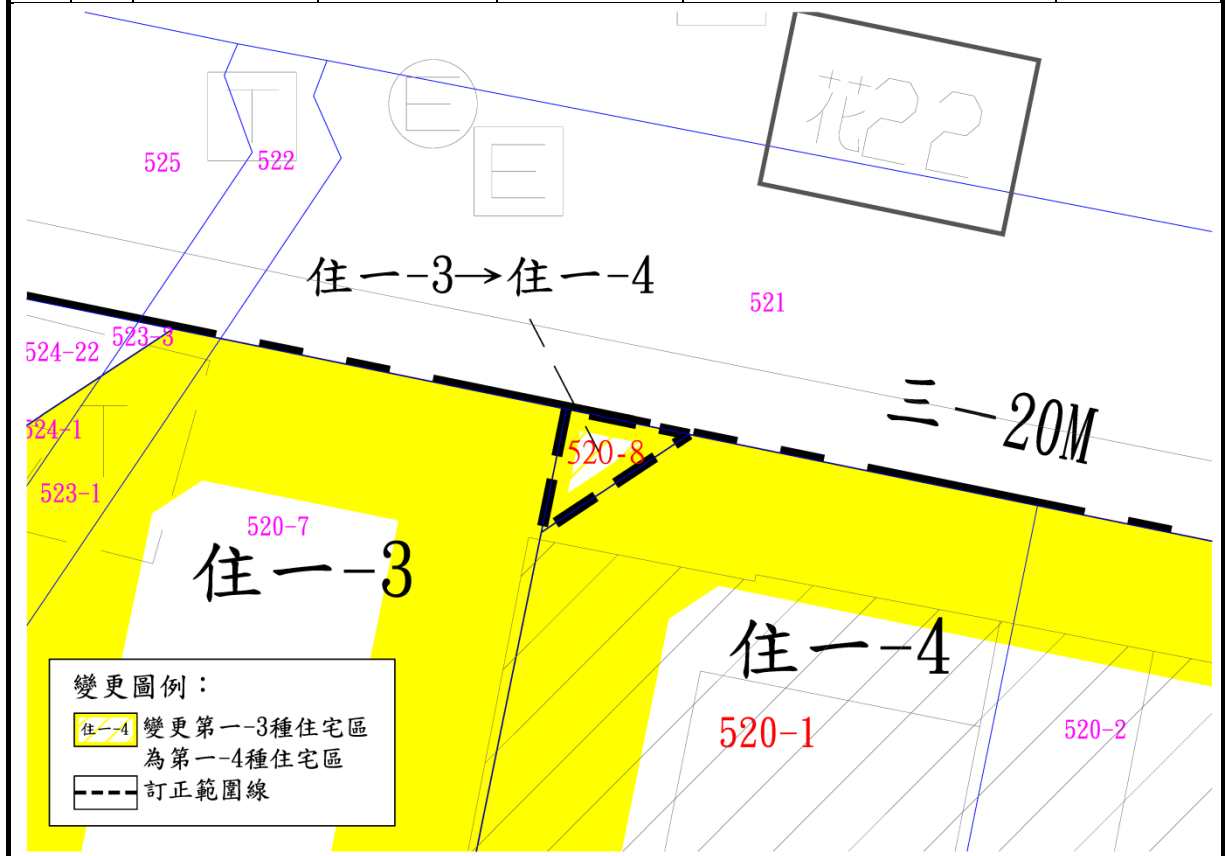 花22
T
E
E
525
522
住一-3→住一-4
521
523-3
524-22
三-20M
524-1
T
520-8
523-1
520-7
住一-3
住一-4
520-1
520-2
變更圖例：
住一-4 變更第一-3種住宅區
為第一-4種住宅區
訂正範圍線